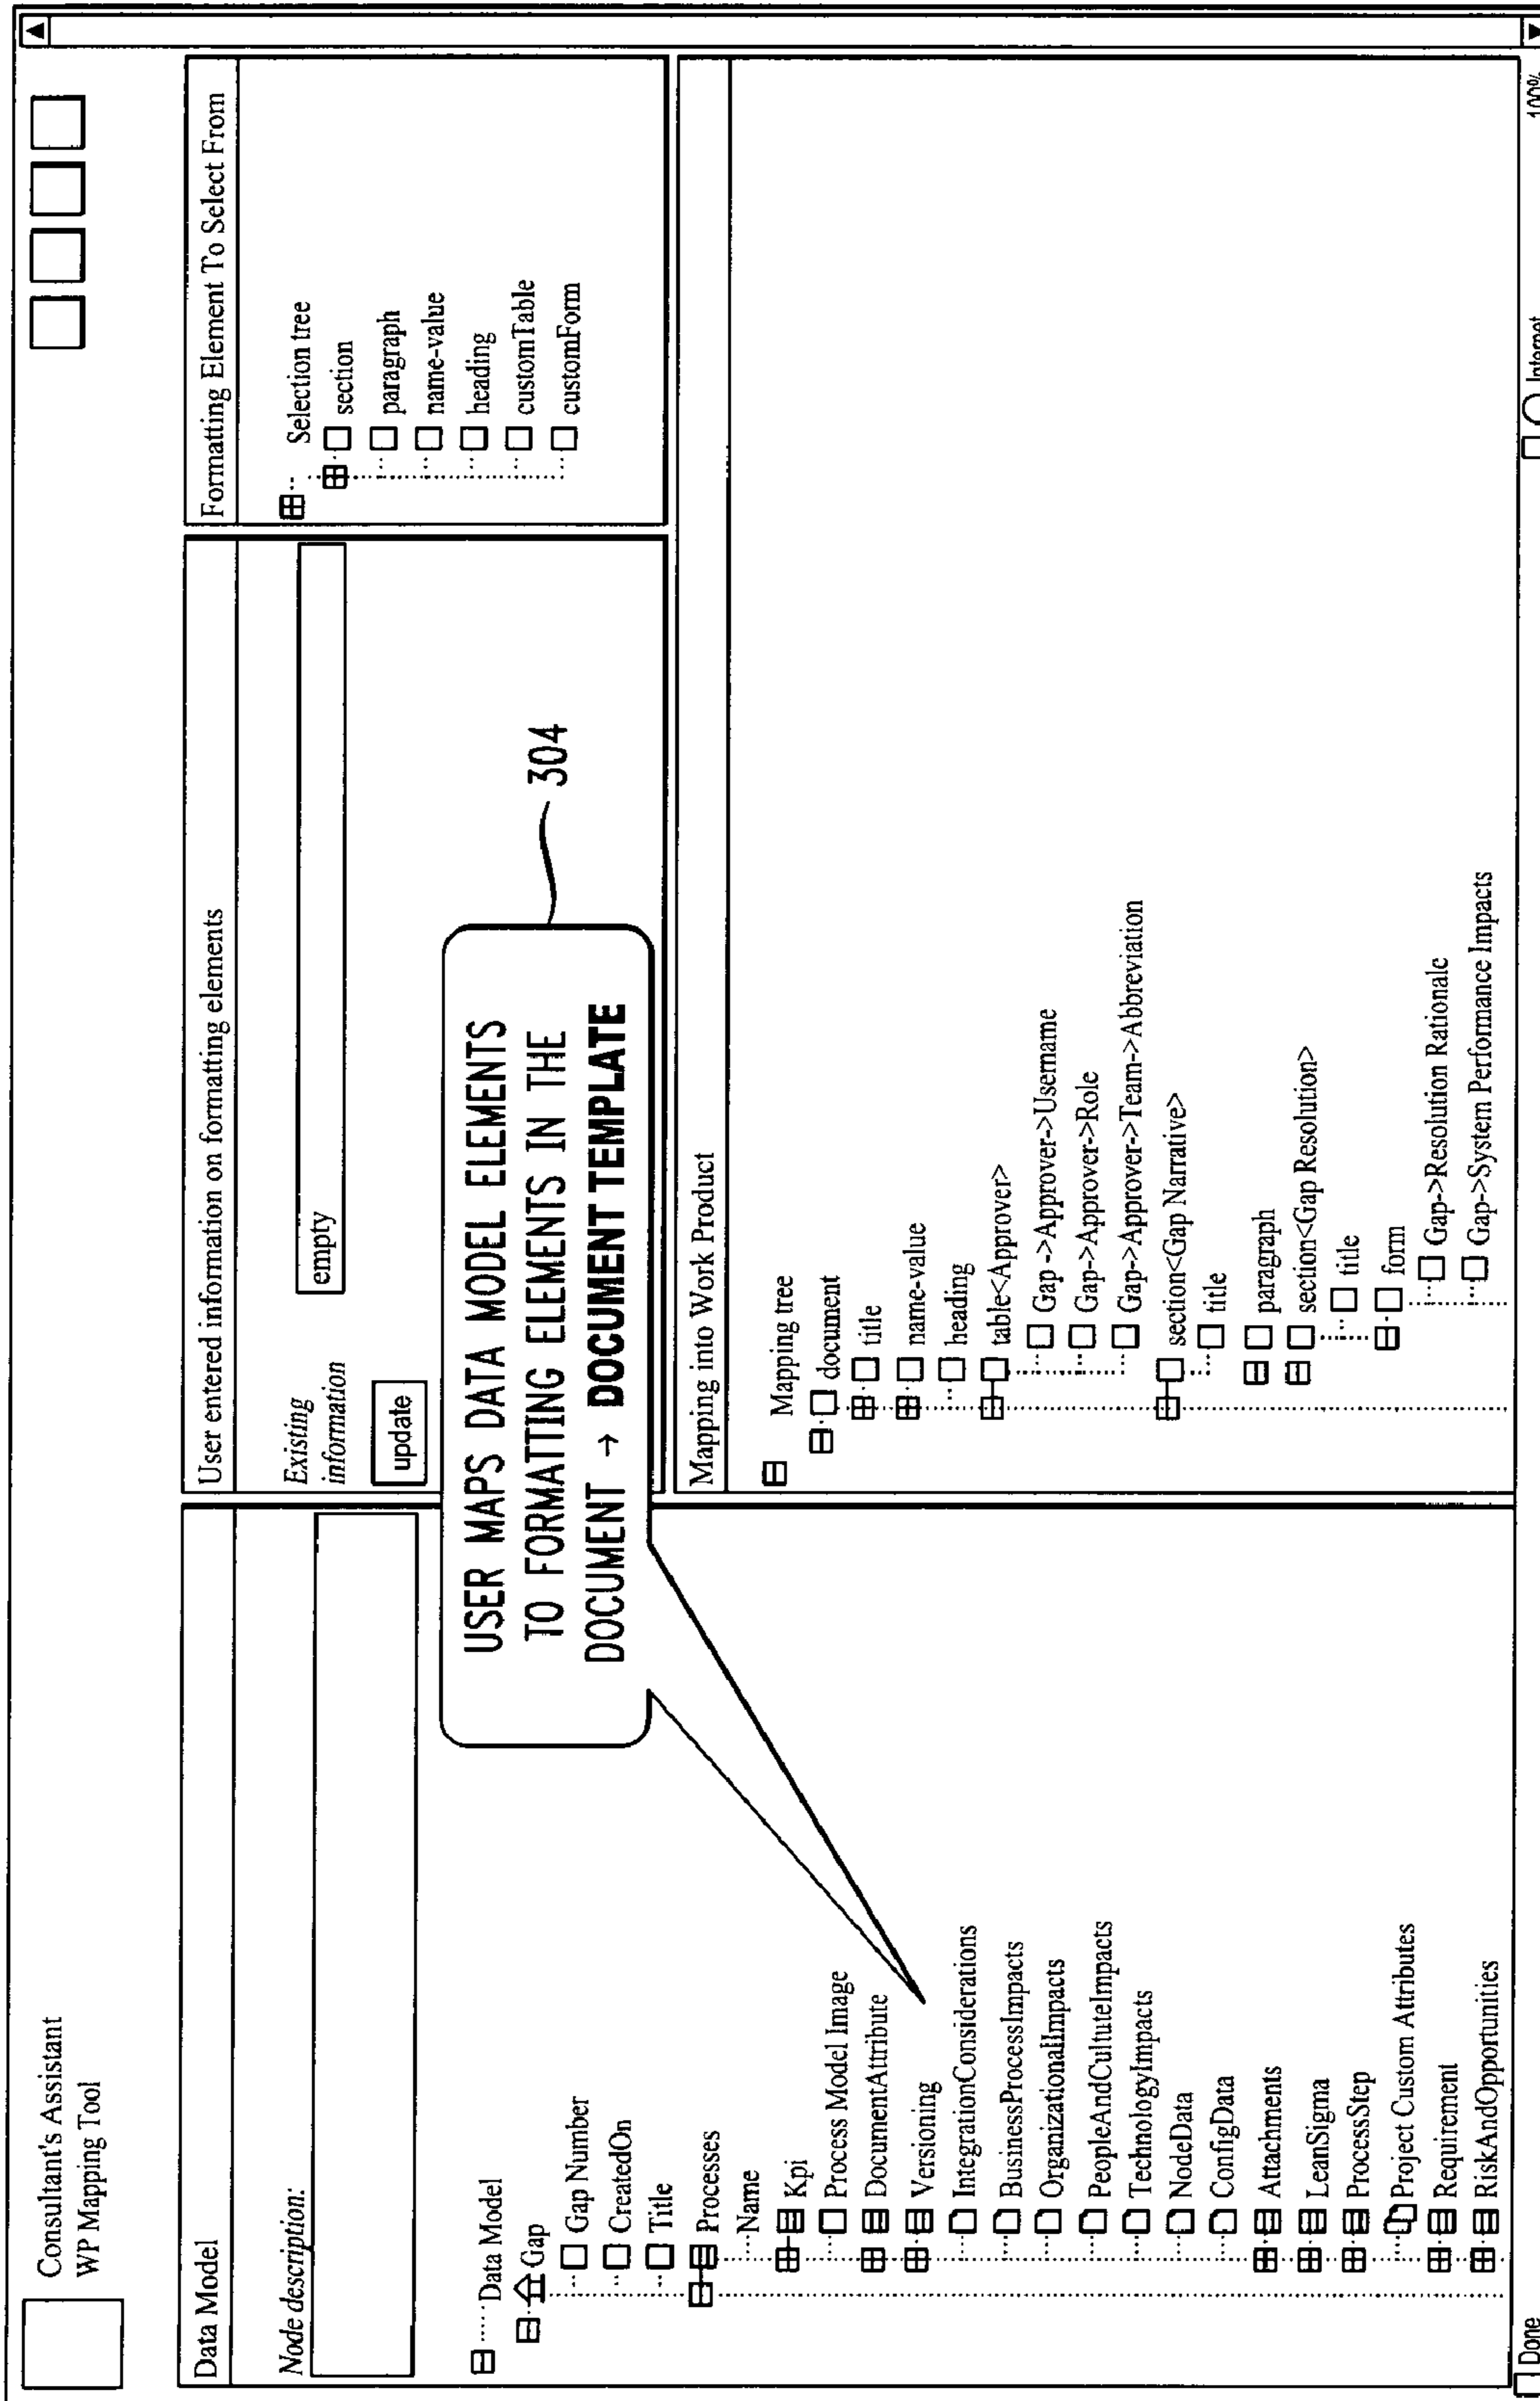 Consultant's Assistant
WP Mapping Tool
Data Model
Node description:
Data Model
Gap
Gap Number
CreatedOn
Title
Processes
Name
Kpi
Process Model Image
DocumentAttribute
Versioning
IntegrationConsiderations
BusinessProcessImpacts
OrganizationalImpacts
PeopleAndCultuteImpacts
TechnologyImpacts
NodeData
ConfigData
Attachments
LeanSigma
ProcessStep
Project Custom Attributes
Requirement
RiskAndOpportunities
User entered information on formatting elements
Existing
information
empty
update
USER MAPS DATA MODEL ELEMENTS
TO FORMATTING ELEMENTS IN THE
DOCUMENT → DOCUMENT TEMPLATE
304
Formatting Element To Select From
Selection tree
section
paragraph
name-value
heading
customTable
customForm
Mapping into Work Product
Mapping tree
document
title
name-value
heading
table<Approver>
Gap ->Approver->Username
Gap->Approver->Role
Gap->Approver->Team->Abbreviation
section<Gap Narrative>
title
paragraph
section<Gap Resolution>
title
form
Gap->Resolution Rationale
Gap->System Performance Impacts
Done
Internet
100%